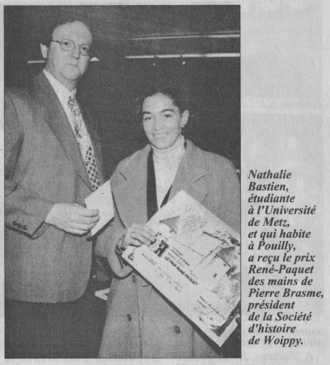 Nathalie
Bastien,
étudiante
à l'Université
de Metz,
et qui habite
à Pouilly,
a reçu le prix
René-Paquet
des mains de
Pierre Brasme,
président
de la Société
d'histoire
de Woippy.